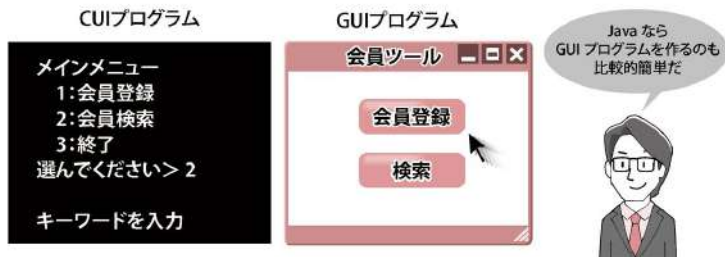 CUIプログラム
メインメニュー
1：会員登録
2：会員検索
3：終了
選んでください＞ 2
キーワードを入力
GUIプログラム
会員ツール
会員登録
検索
Java なら
GUI プログラムを作るのも
比較的簡単だ